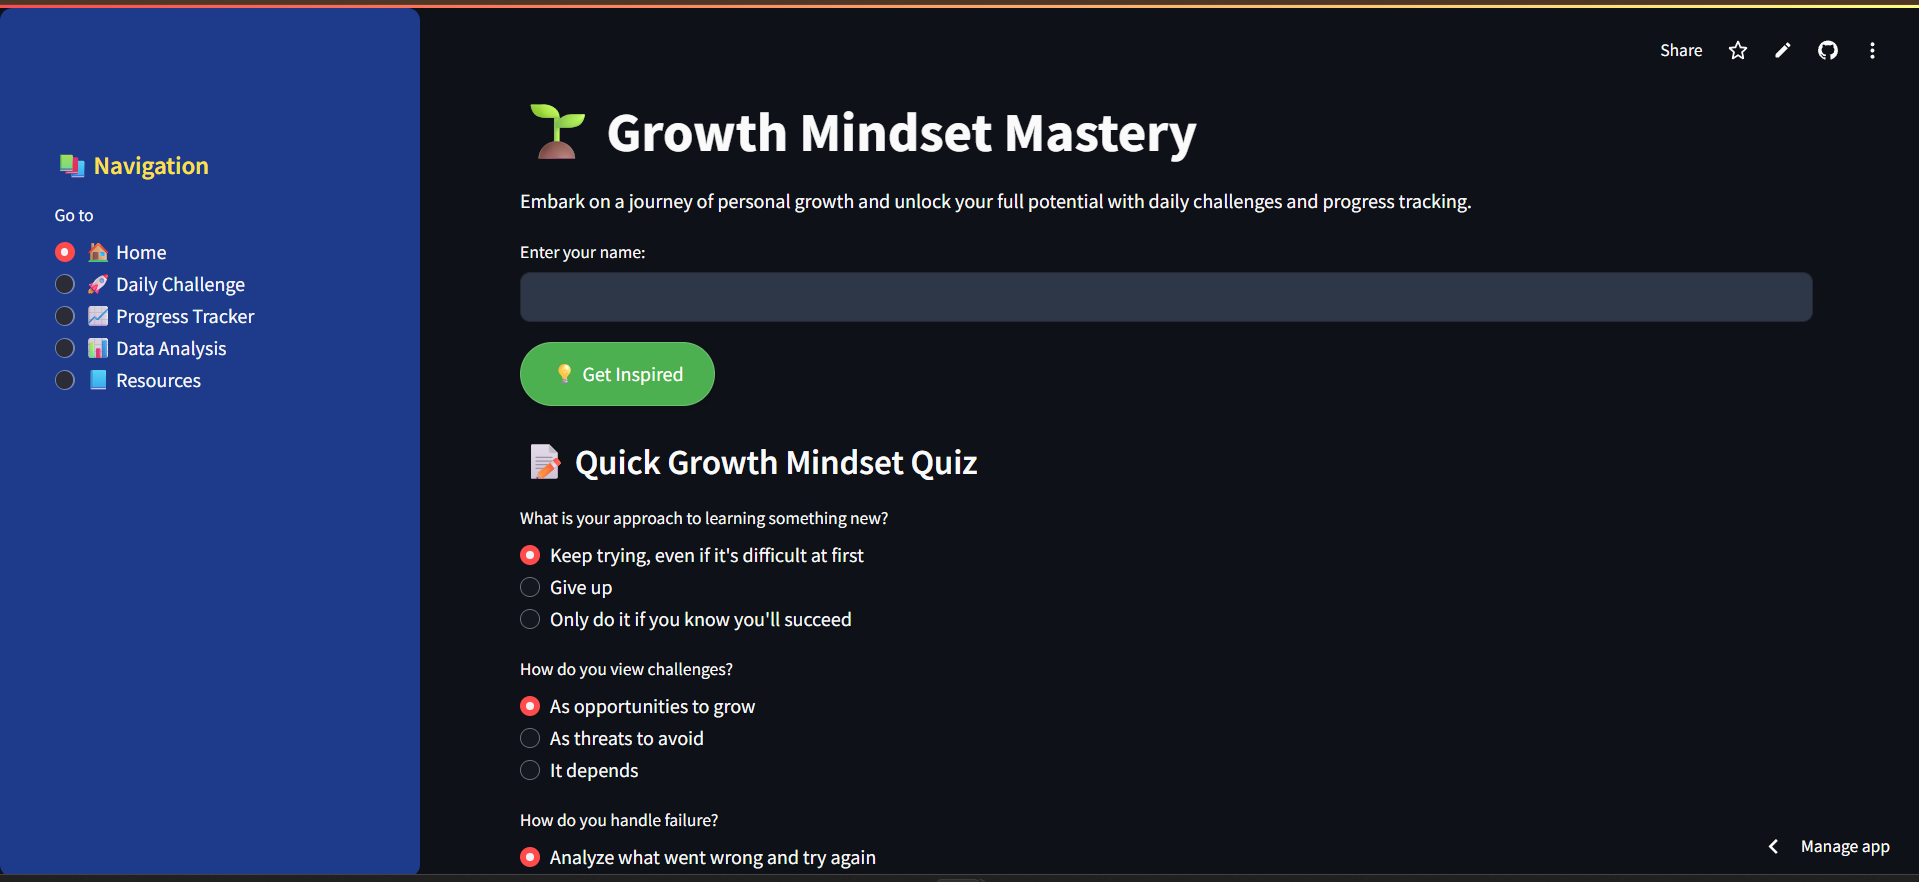 Share
Navigation
Go to
Home
Daily Challenge
Progress Tracker
Data Analysis
Resources
Growth Mindset Mastery
Embark on a journey of personal growth and unlock your full potential with daily challenges and progress tracking.
Enter your name:
Get Inspired
Quick Growth Mindset Quiz
What is your approach to learning something new?
Keep trying, even if it's difficult at first
Give up
Only do it if you know you'll succeed
How do you view challenges?
As opportunities to grow
As threats to avoid
It depends
How do you handle failure?
Analyze what went wrong and try again
Manage app